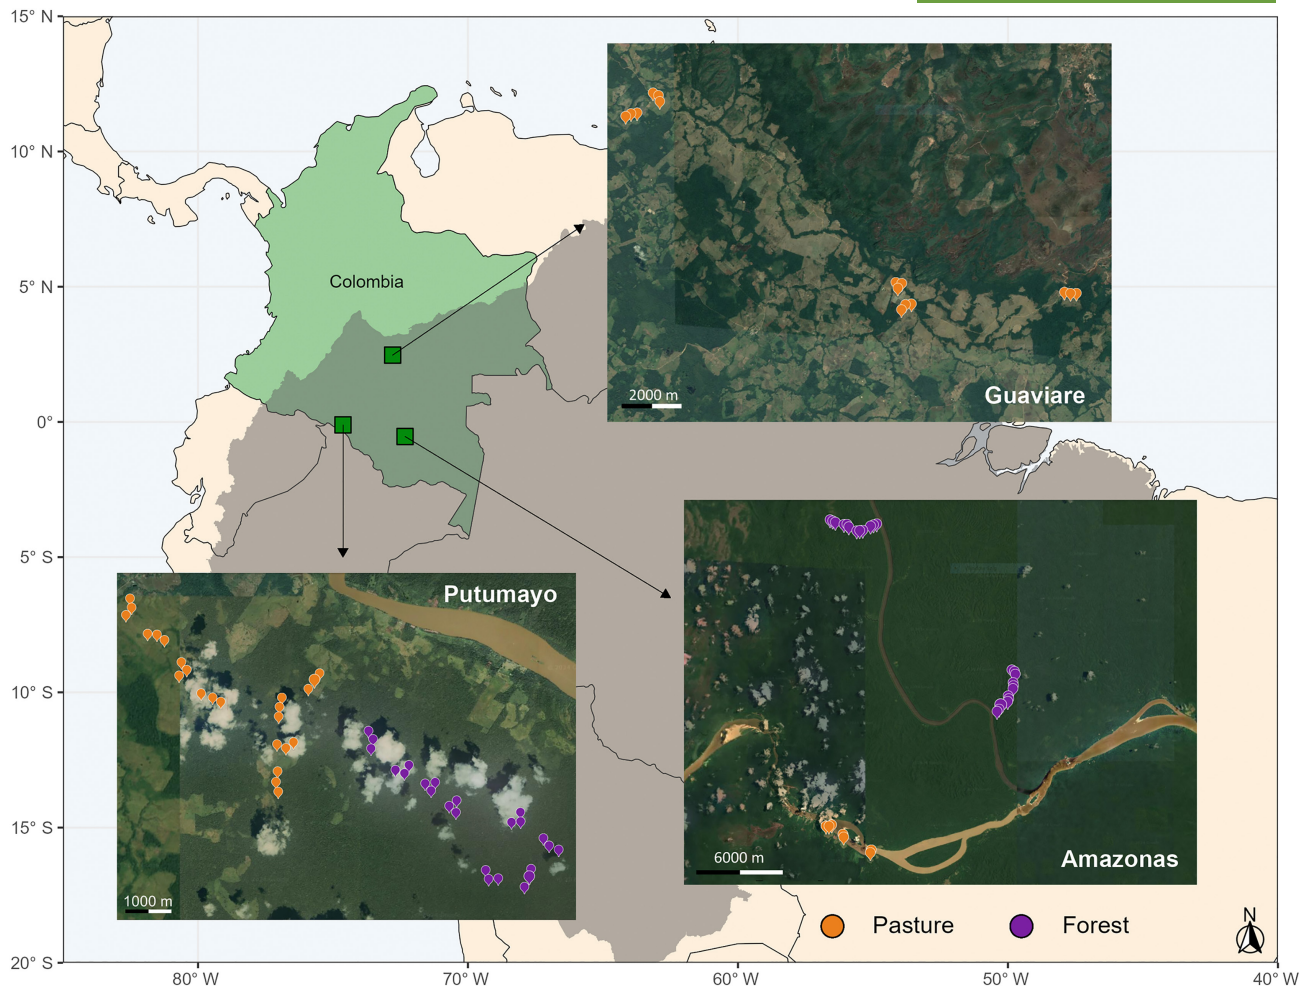 15° N
10° N
5° N
0°
5° S
10° S
15° S
20° S
Colombia
2000 m
Guaviare
Putumayo
1000 m
6000 m
Amazonas
Pasture
Forest
N
80° W
70° W
60° W
50° W
40° W